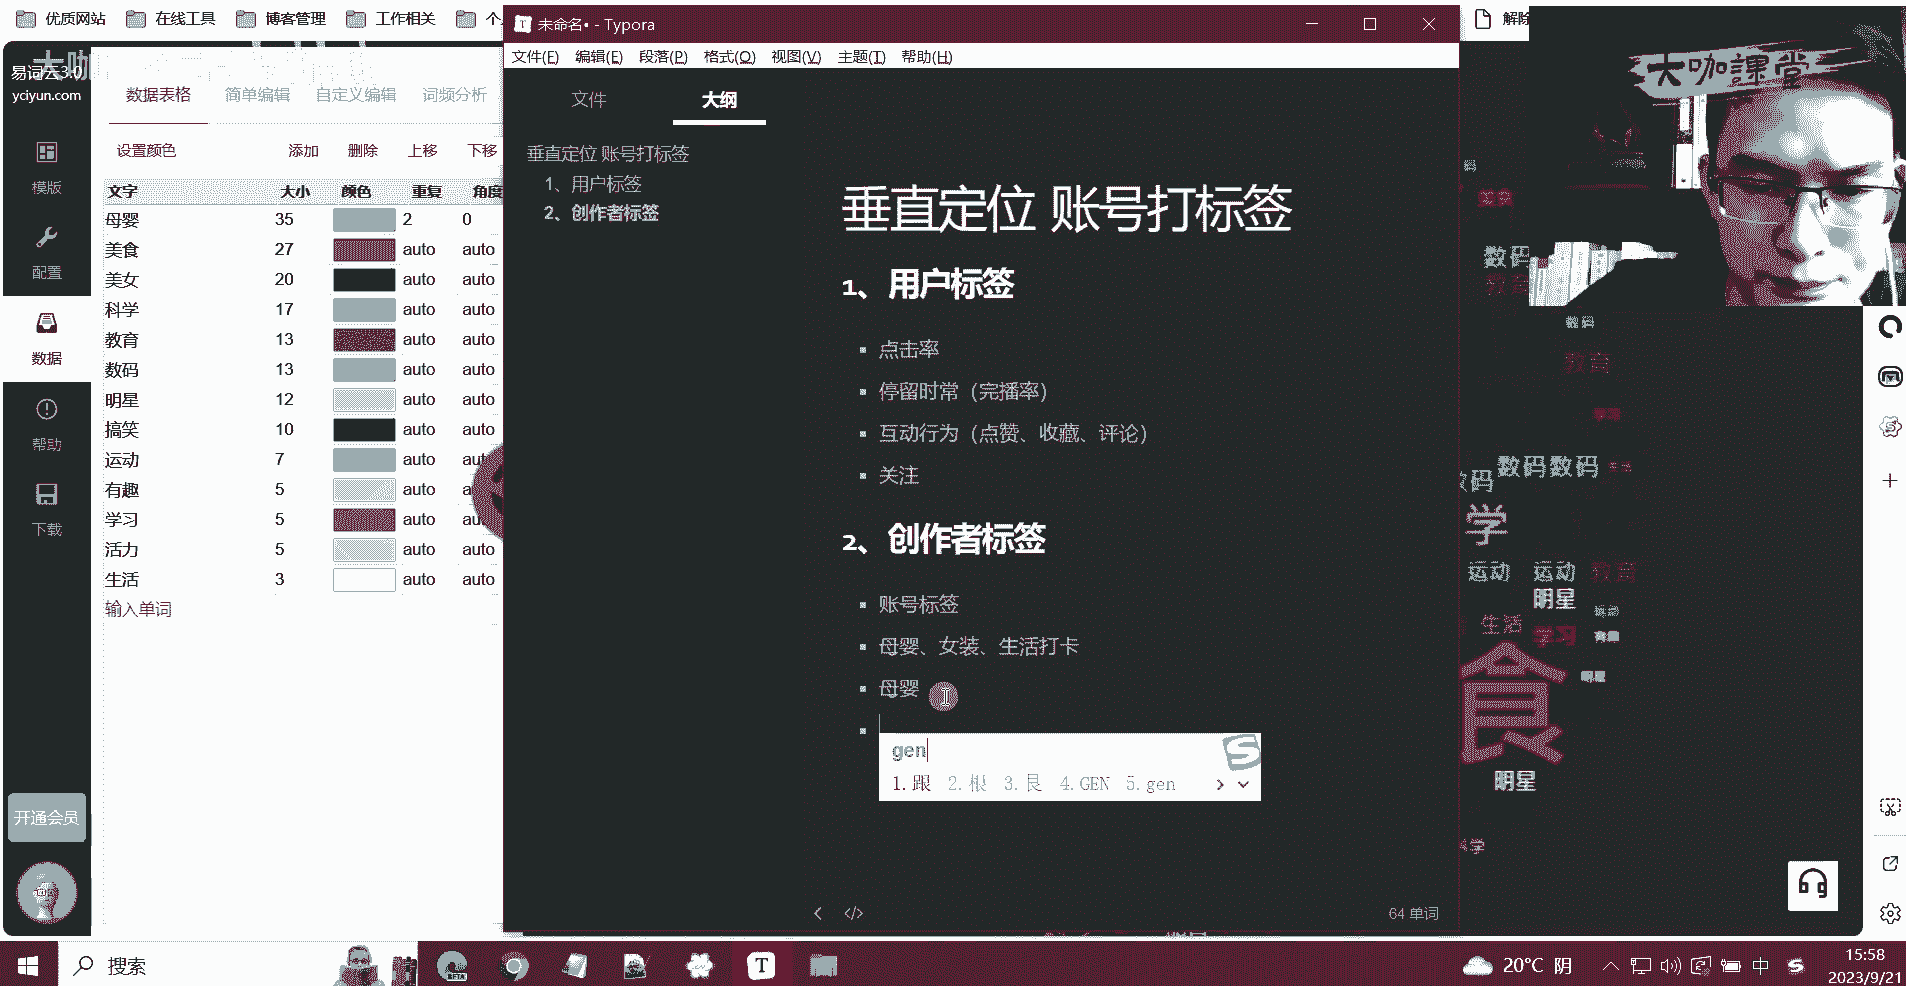 优质网站
在线工具
博客管理
工作相关
未命名• - Typora
解除
文件(F) 编辑(E) 段落(P) 格式(O) 视图(V) 主题(T) 帮助(H)
易词云3.0
yciyun.com
数据表格 简单编辑 自定义编辑 词频分析
设置颜色 添加 删除 上移 下移
文字 大小 颜色 重复 角度
母婴 35 2 0
美食 27 auto auto
美女 20 auto auto
科学 17 auto auto
教育 13 auto auto
数码 13 auto auto
明星 12 auto auto
搞笑 10 auto auto
运动 7 auto auto
有趣 5 auto
学习 5 auto
活力 5 auto auto
生活 3 auto auto
输入单词
模版
配置
数据
帮助
下载
开通会员
文件 大纲
垂直定位 账号打标签
1、用户标签
2、创作者标签
垂直定位 账号打标签
1、用户标签
点击率
停留时常（完播率）
互动行为（点赞、收藏、评论）
关注
2、创作者标签
账号标签
母婴、女装、生活打卡
母婴
gen
1.跟 2.根 3.艮 4.GEN 5.gen
</>
64 单词
大咖課堂
数码
数码
教育
数码数码
学
运动 运动 教育
明星
生活 学习
食
明星
搜索
20°C 阴
中
15:58
2023/9/21